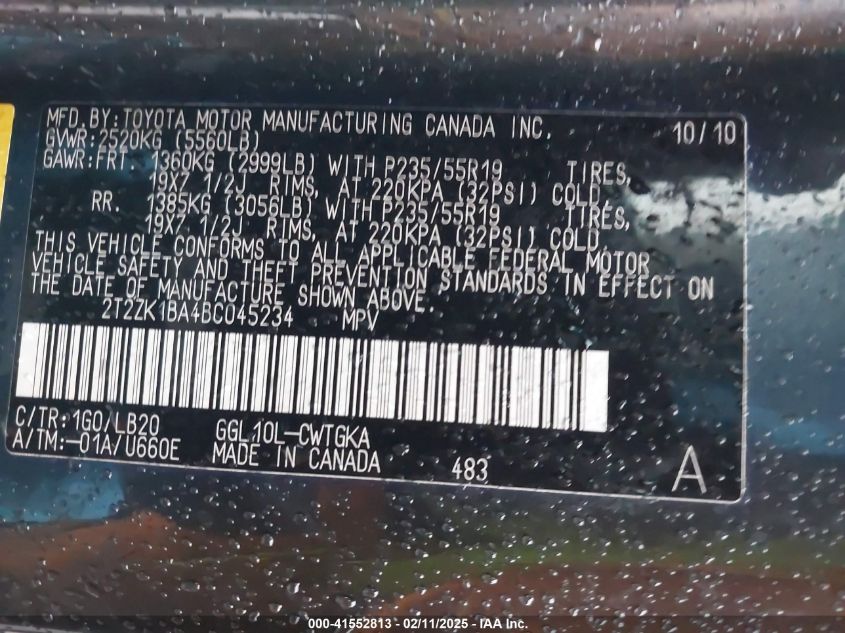 MFD.BY:TOYOTA MOTOR MANUFACTURING CANADA INC. 10/10
GVWR:2520KG (5560LB)
GAWR:FRT. 1360KG (2999LB) WITH P235/55R19 TIRES,
19X7 1/2J RIMS, AT 220KPA (32PSI) COLD,
RR. 1385KG (3056LB) WITH P235/55R19 TIRES,
19X7 1/2J RIMS, AT 220KPA (32PSI) COLD,
THIS VEHICLE CONFORMS TO ALL APPLICABLE FEDERAL MOTOR
VEHICLE SAFETY AND THEFT PREVENTION STANDARDS IN EFFECT ON
THE DATE OF MANUFACTURE SHOWN ABOVE.
2T2ZK1BA4BC045234 MPV
C/TR:1G0/LB20 GGL10L-CWTGKA
A/TM:-01A/U660E MADE IN CANADA 483 A
000-41552813 - 02/11/2025 - IAA Inc.